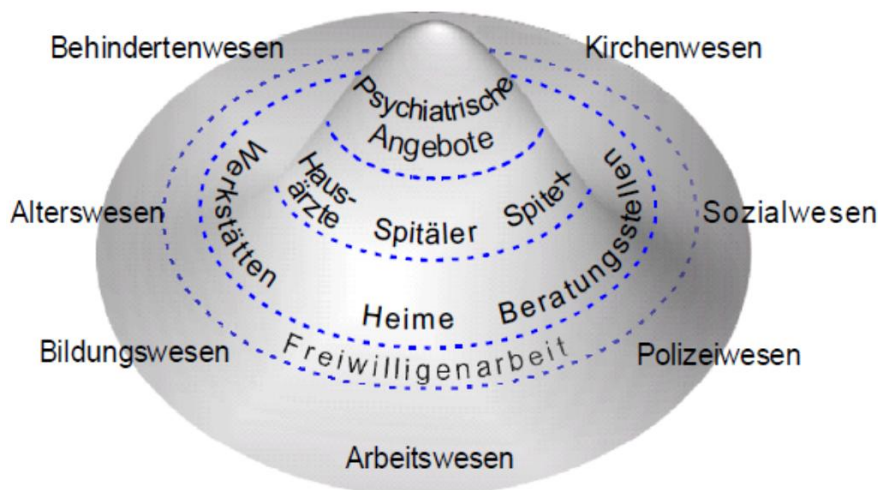 Behindertenwesen
Kirchenwesen
Psychiatrische
Angebote
Werkstätten
Haus-
ärzte
Spitäler
Spitex
Beratungsstellen
Alterswesen
Sozialwesen
Heime
Freiwilligenarbeit
Bildungswesen
Polizeiwesen
Arbeitswesen